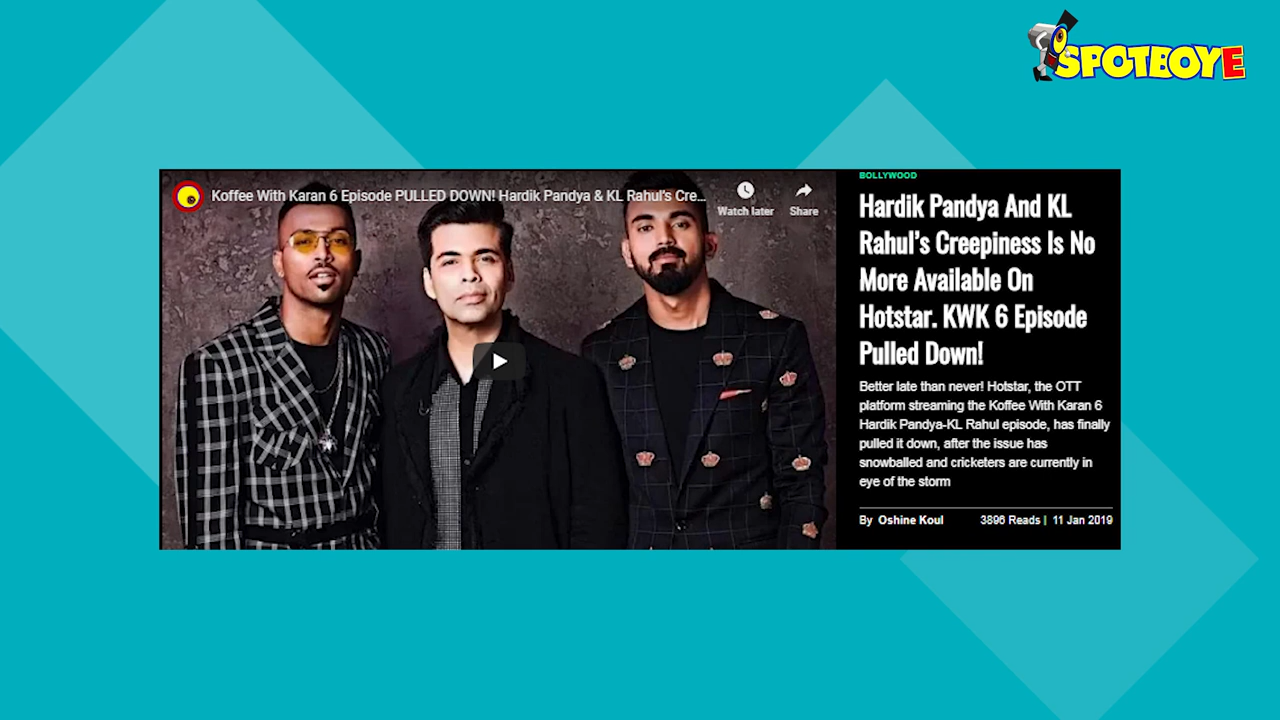 SPOTBOYE
Koffee With Karan 6 Episode PULLED DOWN! Hardik Pandya & KL Rahul's Cre...
Watch later
Share
BOLLYWOOD
Hardik Pandya And KL
Rahul's Creepiness Is No
More Available On
Hotstar. KWK 6 Episode
Pulled Down!
Better late than never! Hotstar, the OTT
platform streaming the Koffee With Karan 6
Hardik Pandya-KL Rahul episode, has finally
pulled it down, after the issue has
snowballed and cricketers are currently in
eye of the storm
By Oshine Koul 3896 Reads | 11 Jan 2019